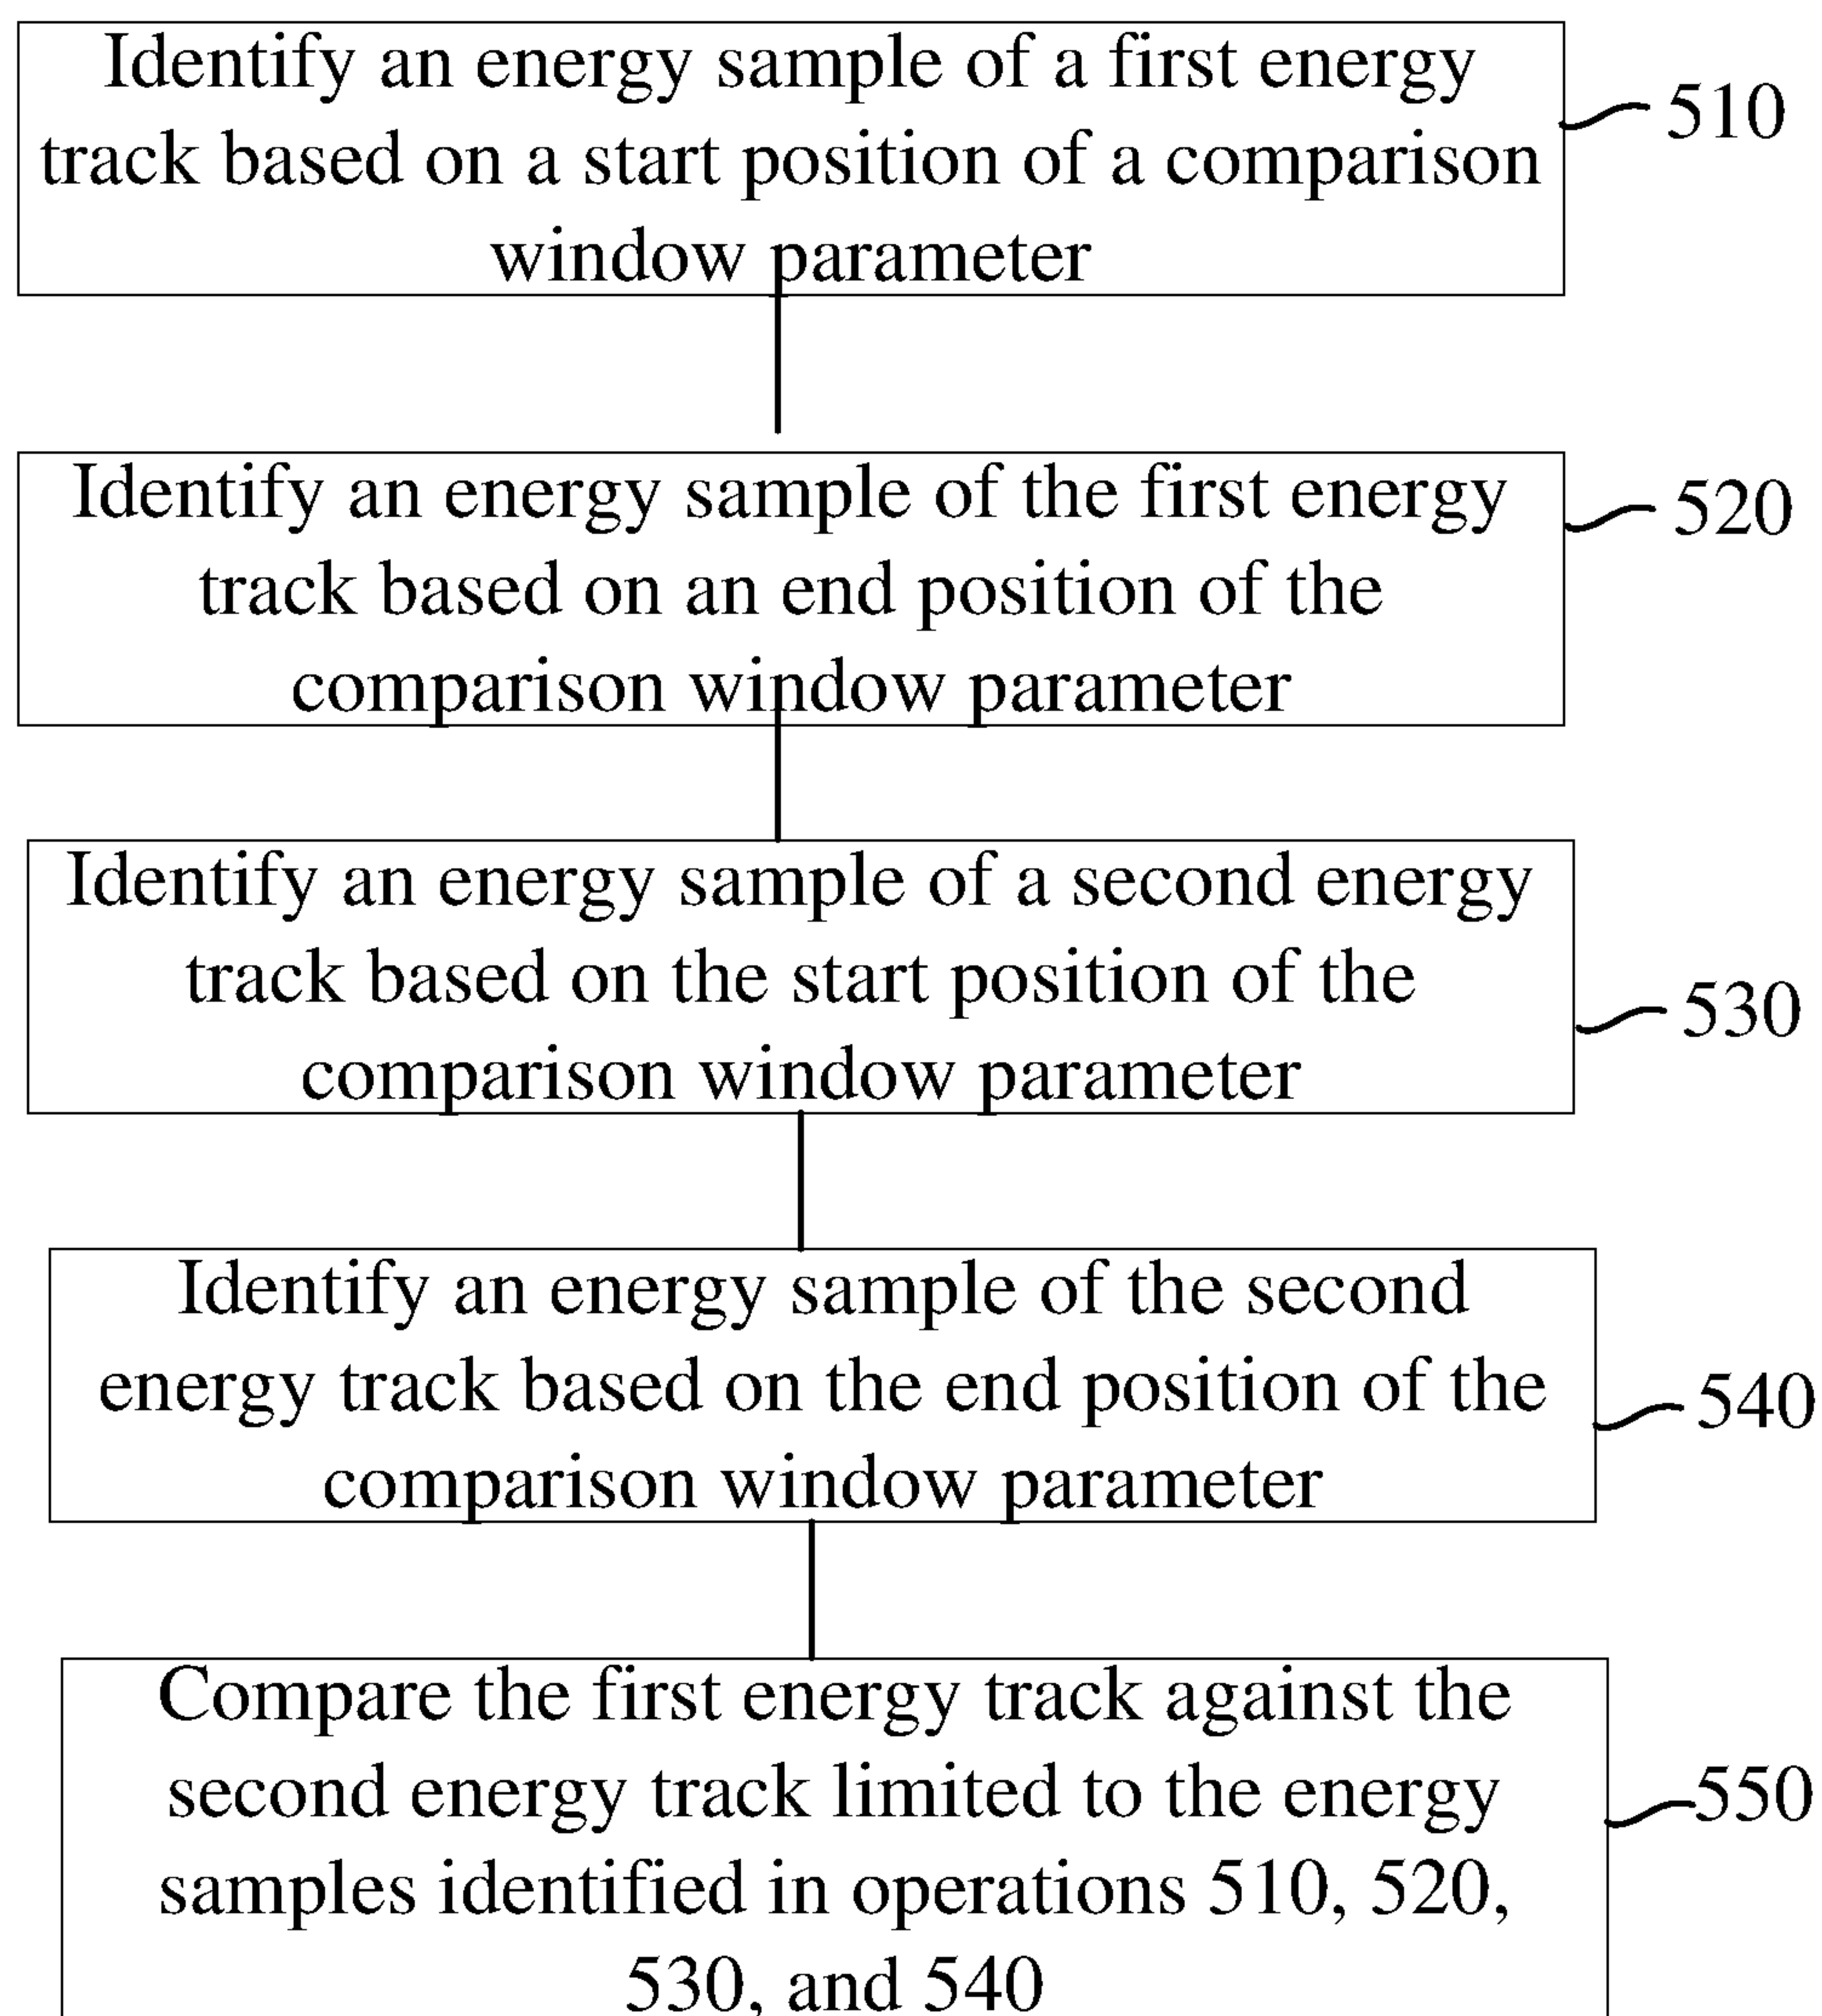 Identify an energy sample of a first energy
track based on a start position of a comparison
window parameter
510
Identify an energy sample of the first energy
track based on an end position of the
comparison window parameter
520
Identify an energy sample of a second energy
track based on the start position of the
comparison window parameter
530
Identify an energy sample of the second
energy track based on the end position of the
comparison window parameter
540
Compare the first energy track against the
second energy track limited to the energy
samples identified in operations 510, 520,
530, and 540
550